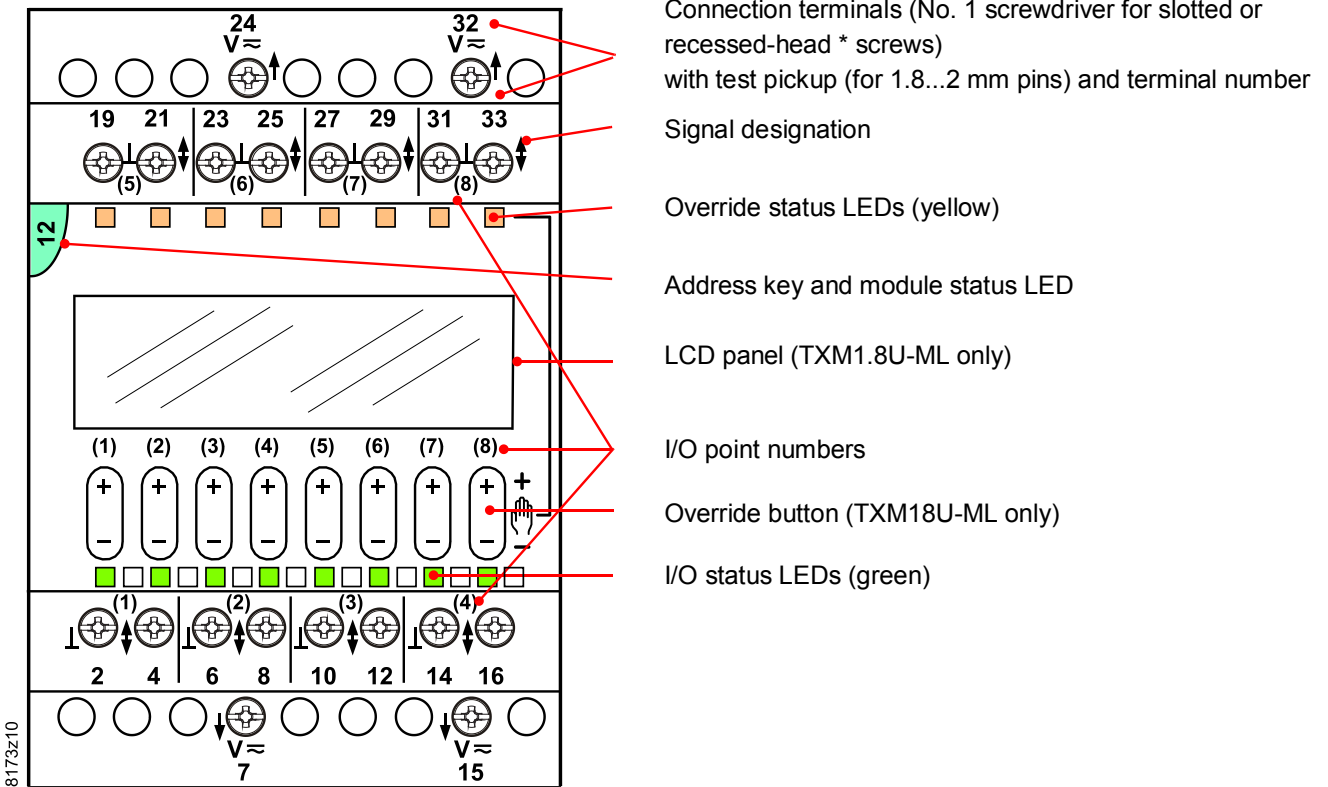 Connection terminals (No. 1 screwdriver for slotted or
recessed-head * screws)
with test pickup (for 1.8...2 mm pins) and terminal number
24 32
V≂ V≂
19 21 23 25 27 29 31 33
Signal designation
(5) (6) (7) (8)
Override status LEDs (yellow)
12
Address key and module status LED
LCD panel (TXM1.8U-ML only)
(1) (2) (3) (4) (5) (6) (7) (8)
I/O point numbers
+ + + + + + + + +
Override button (TXM18U-ML only)
− − − − − − − − −
I/O status LEDs (green)
(1) (2) (3) (4)
2 4 6 8 10 12 14 16
V≂ V≂
7 15
8173z10